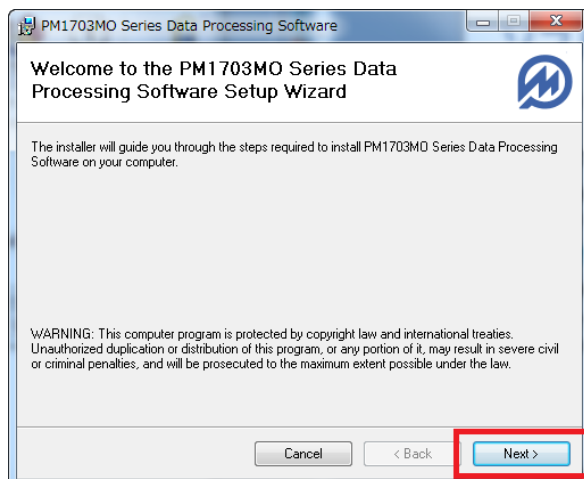 PM1703MO Series Data Processing Software
Welcome to the PM1703MO Series Data
Processing Software Setup Wizard
The installer will guide you through the steps required to install PM1703MO Series Data Processing
Software on your computer.
WARNING: This computer program is protected by copyright law and international treaties.
Unauthorized duplication or distribution of this program, or any portion of it, may result in severe civil
or criminal penalties, and will be prosecuted to the maximum extent possible under the law.
Cancel < Back Next >